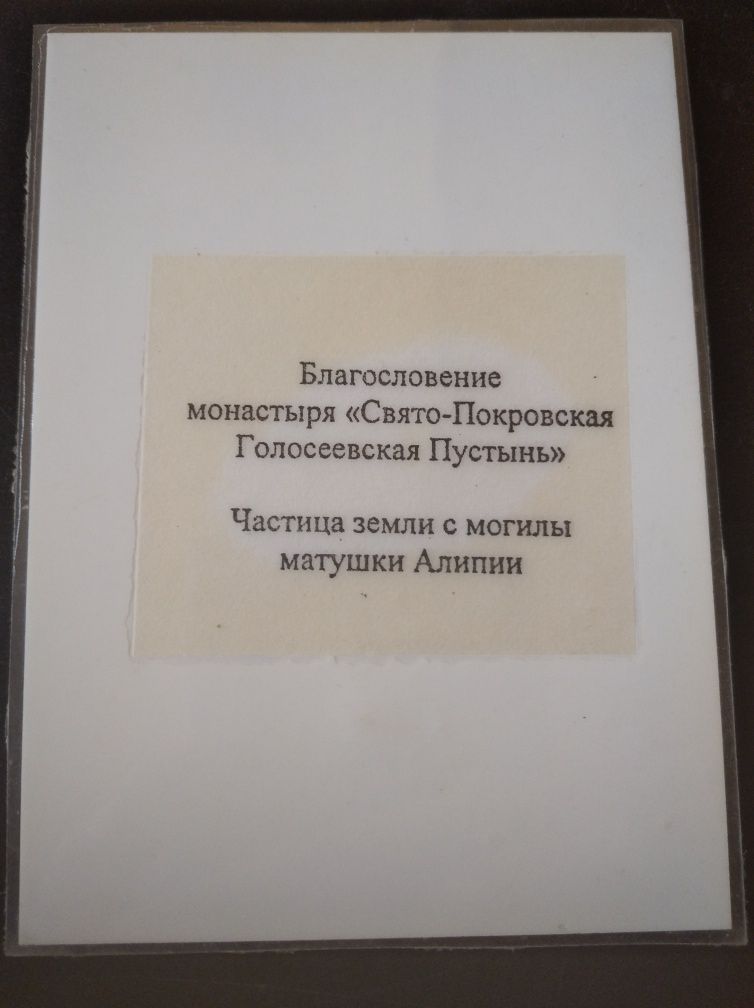 Благословение
монастыря «Свято-Покровская
Голосеевская Пустынь»
Частица земли с могилы
матушки Алипии